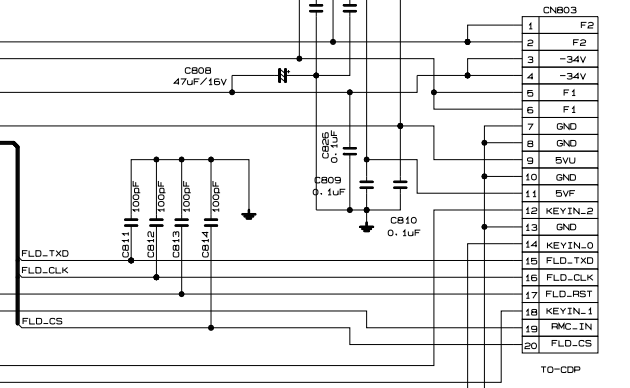 CN803
1 F2
2 F2
3 -34V
4 -34V
5 F1
6 F1
7 GND
8 GND
9 5VU
10 GND
11 5VF
12 KEYIN_2
13 GND
14 KEYIN_0
15 FLD_TXD
16 FLD_CLK
17 FLD_RST
18 KEYIN_1
19 RMC_IN
20 FLD_CS
TO-CDP
C808
47uF/16V
C826
0.1uF
C809
0.1uF
C810
0.1uF
C811 100pF
C812 100pF
C813 100pF
C814 100pF
FLD_TXD
FLD_CLK
FLD_CS